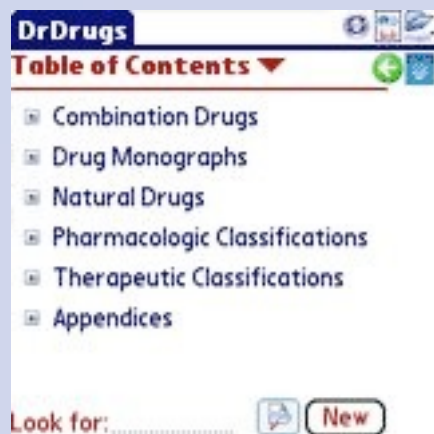 DrDrugs
Table of Contents
Combination Drugs
Drug Monographs
Natural Drugs
Pharmacologic Classifications
Therapeutic Classifications
Appendices
Look for: New